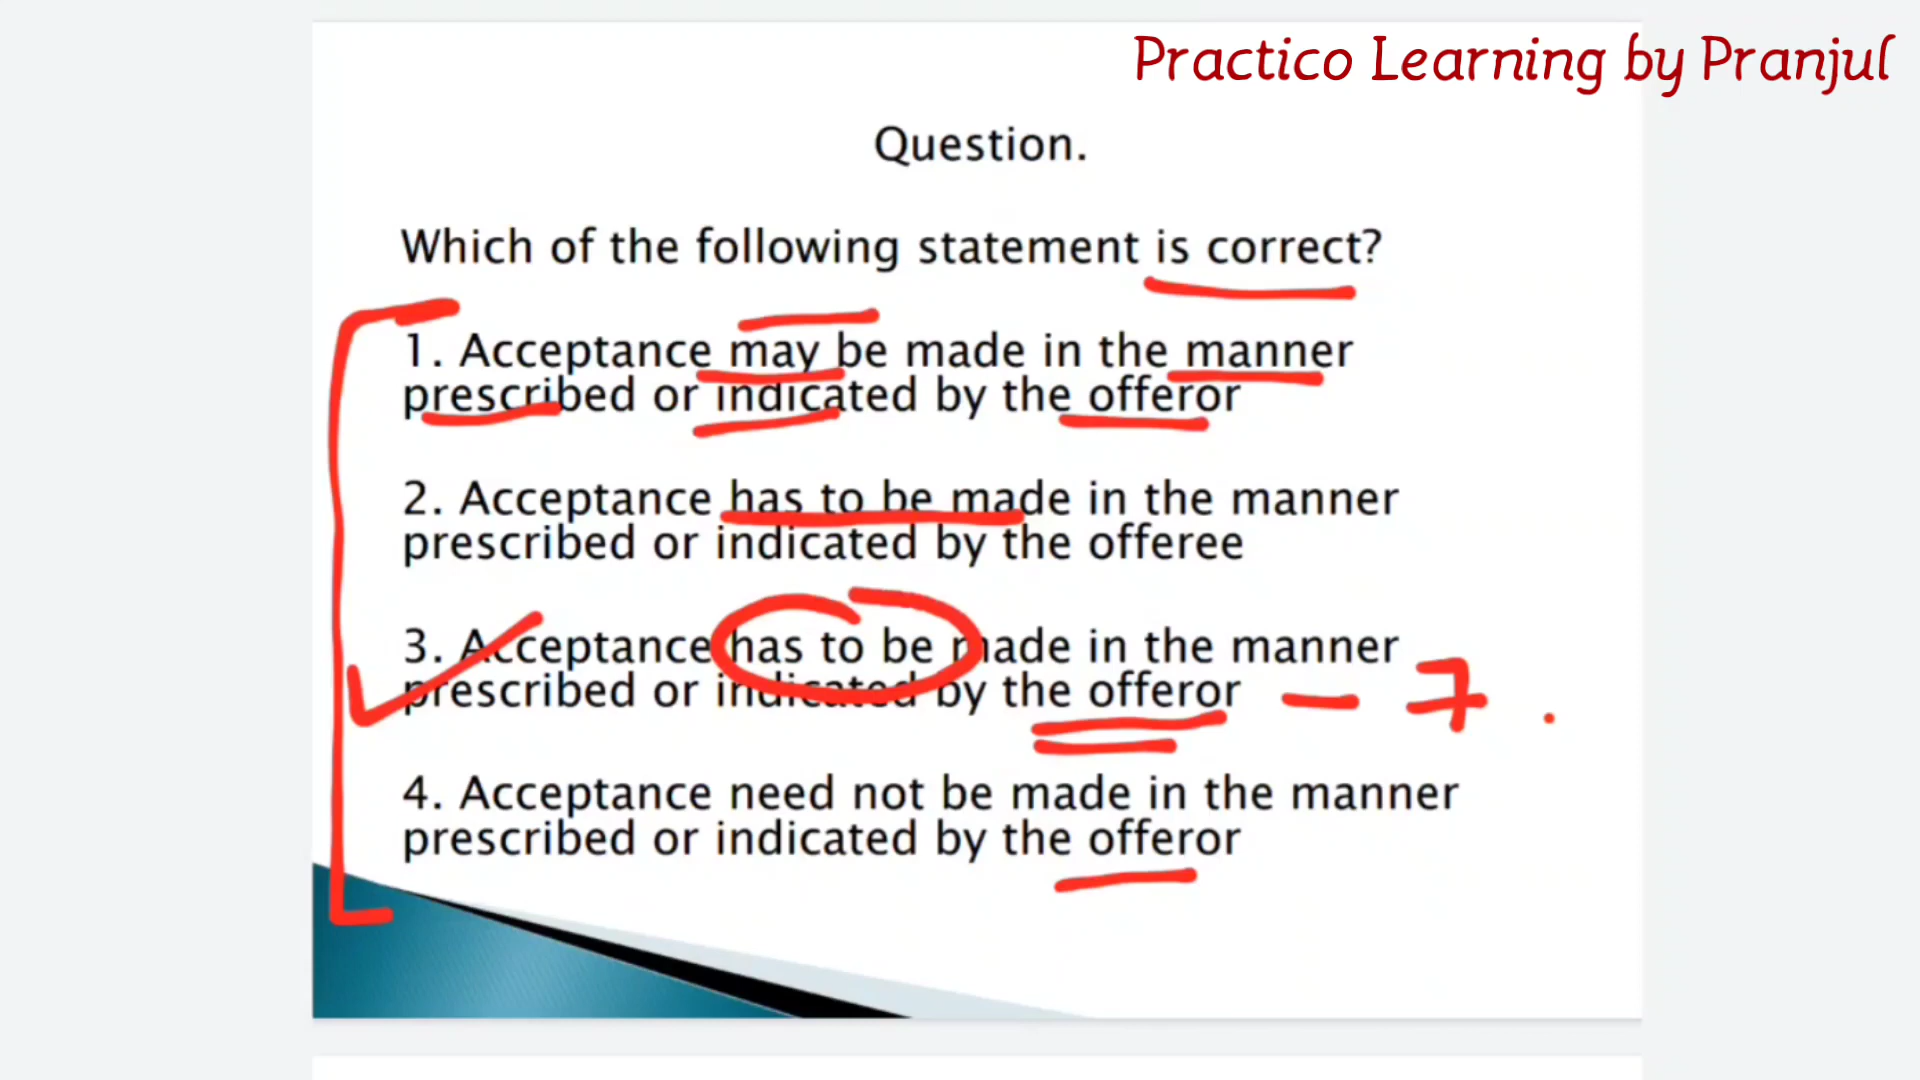 Practico Learning by Pranjul
Question.
Which of the following statement is correct?
1. Acceptance may be made in the manner
prescribed or indicated by the offeror
2. Acceptance has to be made in the manner
prescribed or indicated by the offeree
3. Acceptance has to be made in the manner
prescribed or indicated by the offeror - 7.
4. Acceptance need not be made in the manner
prescribed or indicated by the offeror